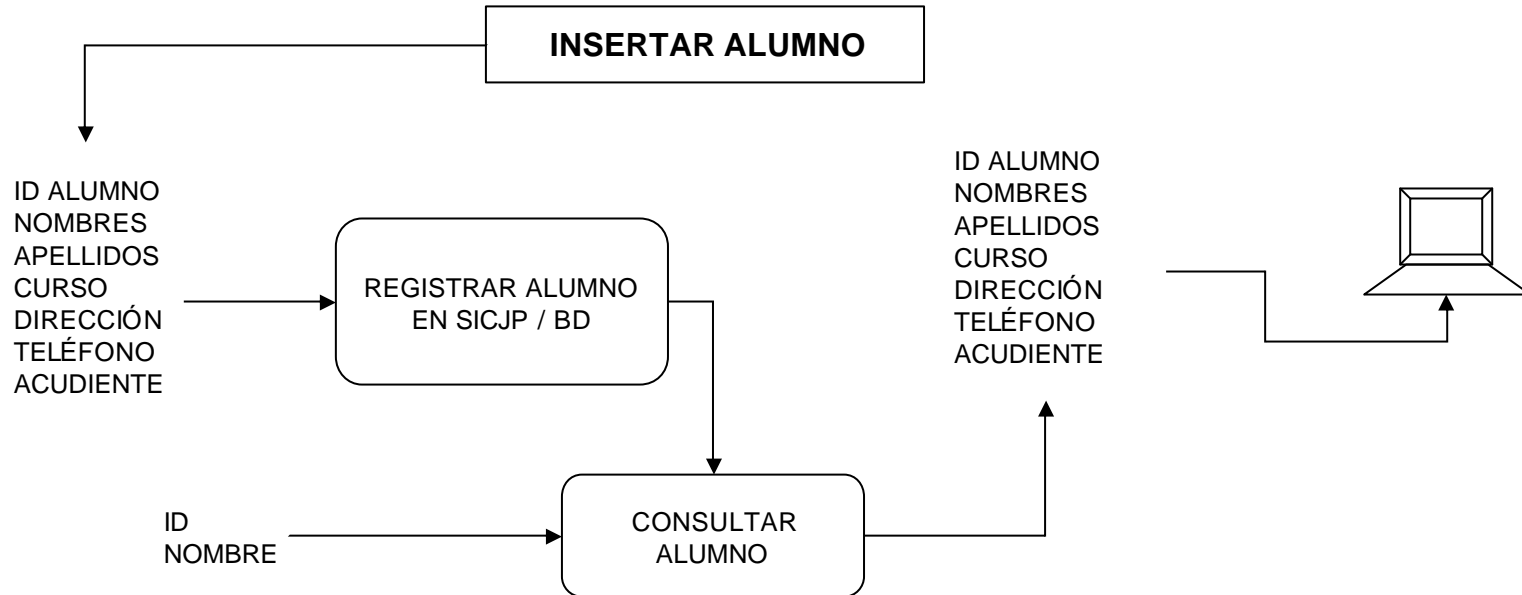 INSERTAR ALUMNO
ID ALUMNO
NOMBRES
APELLIDOS
CURSO
DIRECCIÓN
TELÉFONO
ACUDIENTE
REGISTRAR ALUMNO
EN SICJP / BD
ID
NOMBRE
CONSULTAR
ALUMNO
ID ALUMNO
NOMBRES
APELLIDOS
CURSO
DIRECCIÓN
TELÉFONO
ACUDIENTE